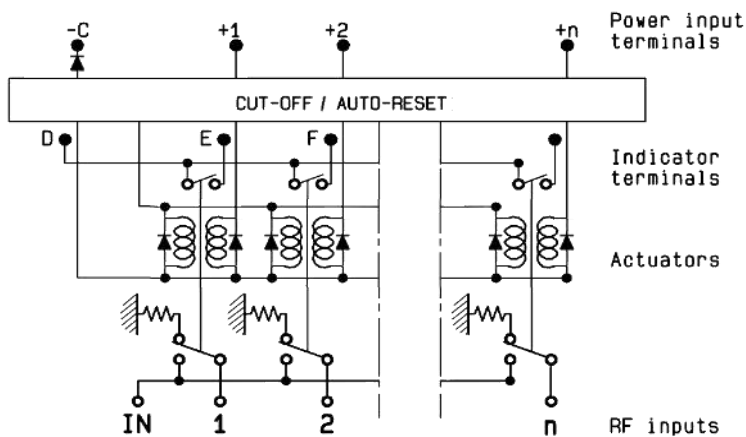 -C +1 +2 +n Power input terminals
CUT-OFF / AUTO-RESET
D E F Indicator terminals
Actuators
IN 1 2 n RF inputs